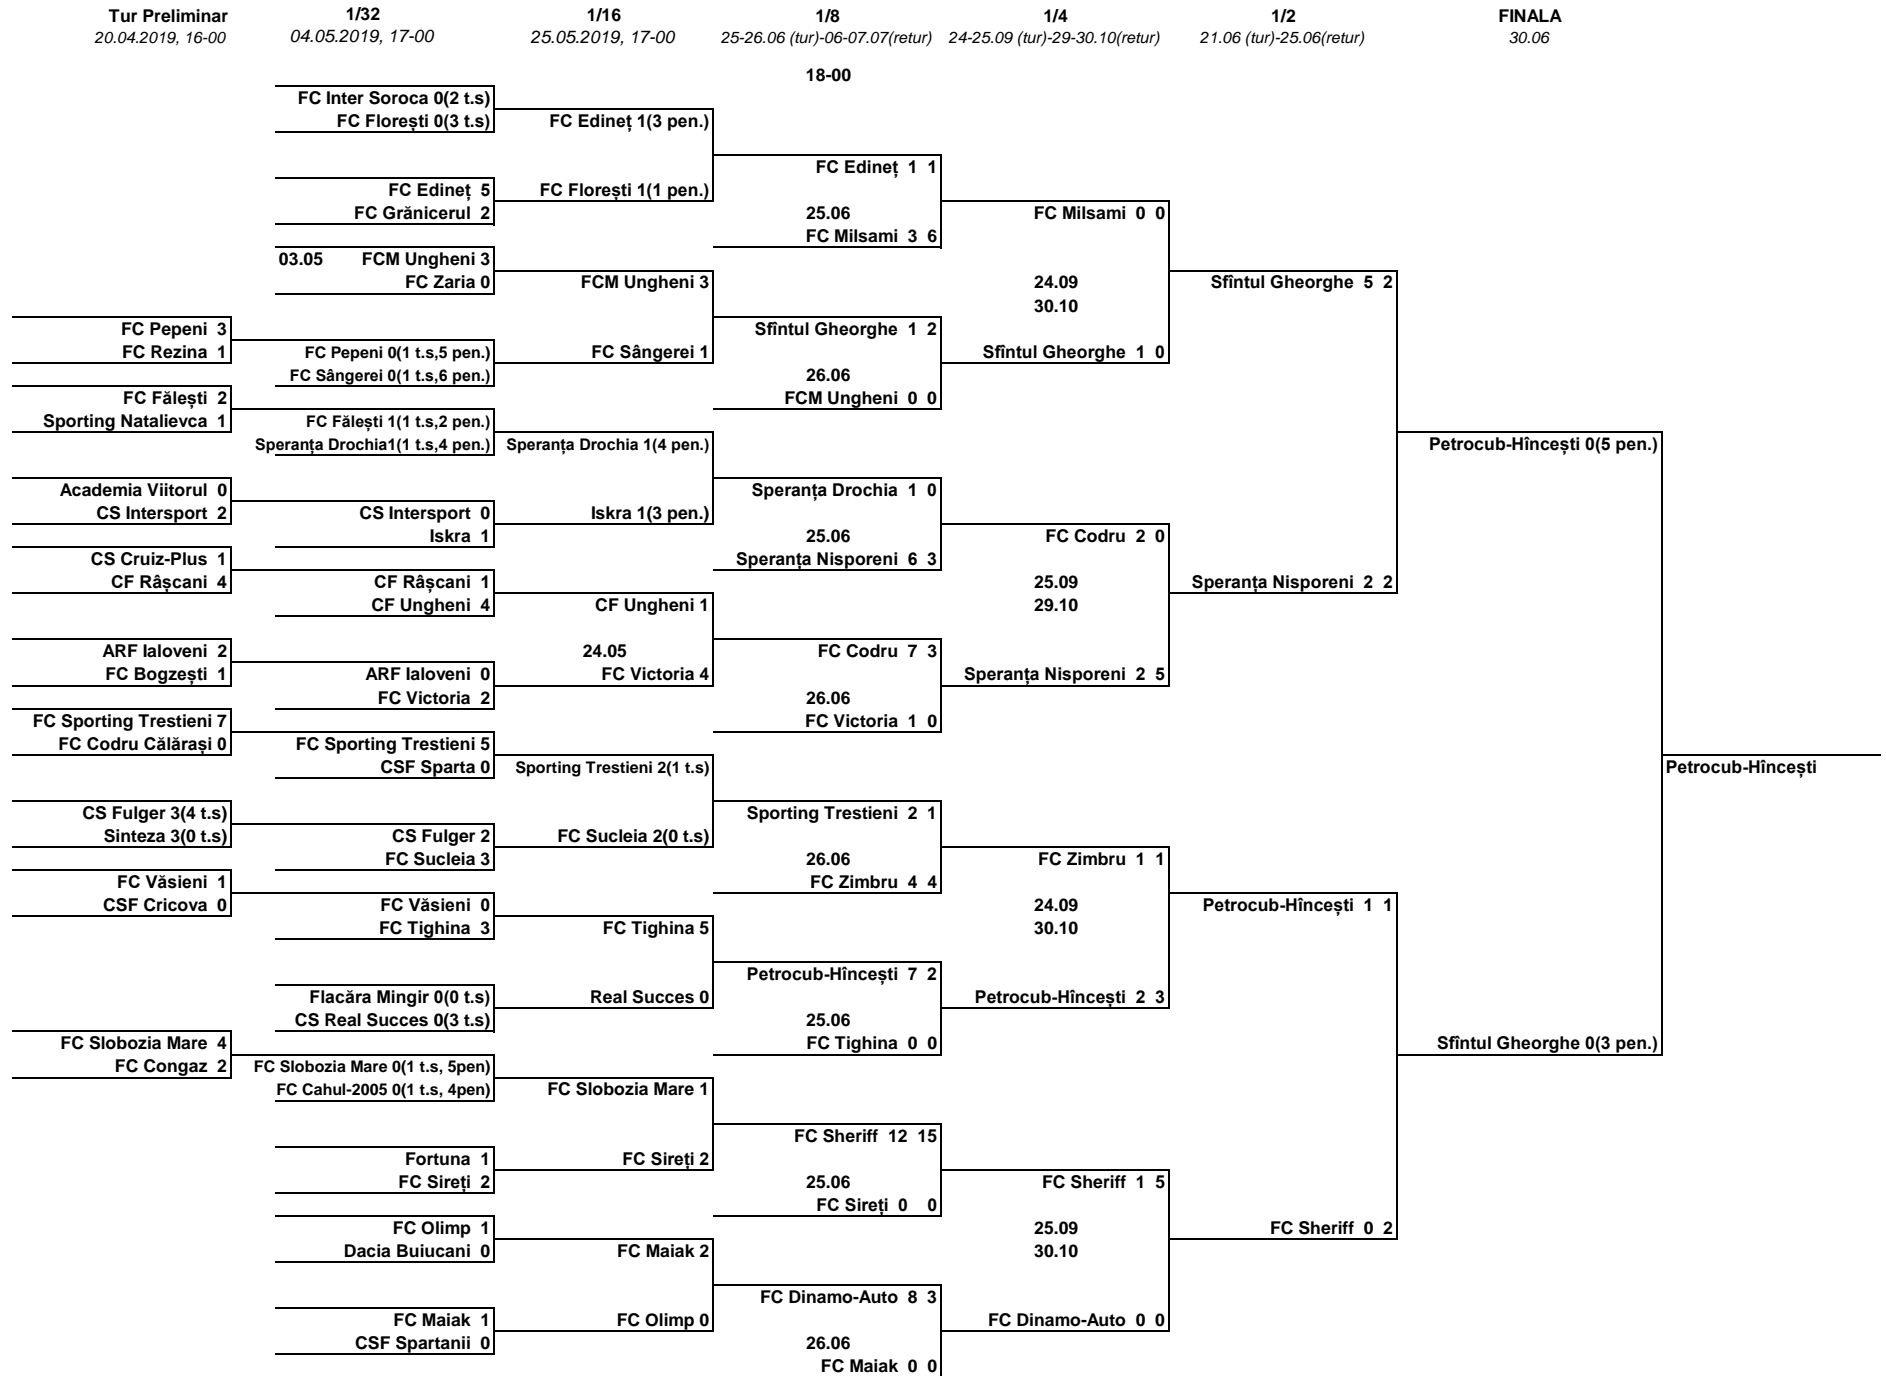 Tur Preliminar
20.04.2019, 16-00
1/32
04.05.2019, 17-00
1/16
25.05.2019, 17-00
1/8
25-26.06 (tur)-06-07.07(retur)
18-00
1/4
24-25.09 (tur)-29-30.10(retur)
1/2
21.06 (tur)-25.06(retur)
FINALA
30.06
FC Pepeni 3
FC Rezina 1
FC Fălești 2
Sporting Natalievca 1
Academia Viitorul 0
CS Intersport 2
CS Cruiz-Plus 1
CF Râșcani 4
ARF Ialoveni 2
FC Bogzești 1
FC Sporting Trestieni 7
FC Codru Călărași 0
CS Fulger 3(4 t.s)
Sinteza 3(0 t.s)
FC Văsieni 1
CSF Cricova 0
FC Slobozia Mare 4
FC Congaz 2
FC Inter Soroca 0(2 t.s)
FC Florești 0(3 t.s)
FC Edineț 5
FC Grănicerul 2
03.05 FCM Ungheni 3
FC Zaria 0
FC Pepeni 0(1 t.s,5 pen.)
FC Sângerei 0(1 t.s,6 pen.)
FC Fălești 1(1 t.s,2 pen.)
Speranța Drochia1(1 t.s,4 pen.)
CS Intersport 0
Iskra 1
CF Râșcani 1
CF Ungheni 4
ARF Ialoveni 0
FC Victoria 2
FC Sporting Trestieni 5
CSF Sparta 0
CS Fulger 2
FC Sucleia 3
FC Văsieni 0
FC Tighina 3
Flacăra Mingir 0(0 t.s)
CS Real Succes 0(3 t.s)
FC Slobozia Mare 0(1 t.s, 5pen)
FC Cahul-2005 0(1 t.s, 4pen)
Fortuna 1
FC Sireți 2
FC Olimp 1
Dacia Buiucani 0
FC Maiak 1
CSF Spartanii 0
FC Edineț 1(3 pen.)
FC Florești 1(1 pen.)
FCM Ungheni 3
FC Sângerei 1
Speranța Drochia 1(4 pen.)
Iskra 1(3 pen.)
CF Ungheni 1
24.05
FC Victoria 4
Sporting Trestieni 2(1 t.s)
FC Sucleia 2(0 t.s)
FC Tighina 5
Real Succes 0
FC Slobozia Mare 1
FC Sireți 2
FC Maiak 2
FC Olimp 0
FC Edineț 1 1
25.06
FC Milsami 3 6
Sfîntul Gheorghe 1 2
26.06
FCM Ungheni 0 0
Speranța Drochia 1 0
25.06
Speranța Nisporeni 6 3
FC Codru 7 3
26.06
FC Victoria 1 0
Sporting Trestieni 2 1
26.06
FC Zimbru 4 4
Petrocub-Hîncești 7 2
25.06
FC Tighina 0 0
FC Sheriff 12 15
25.06
FC Sireți 0 0
FC Dinamo-Auto 8 3
26.06
FC Maiak 0 0
FC Milsami 0 0
24.09
30.10
Sfîntul Gheorghe 1 0
FC Codru 2 0
25.09
29.10
Speranța Nisporeni 2 5
FC Zimbru 1 1
24.09
30.10
Petrocub-Hîncești 2 3
FC Sheriff 1 5
25.09
30.10
FC Dinamo-Auto 0 0
Sfîntul Gheorghe 5 2
Speranța Nisporeni 2 2
Petrocub-Hîncești 1 1
FC Sheriff 0 2
Petrocub-Hîncești 0(5 pen.)
Sfîntul Gheorghe 0(3 pen.)
Petrocub-Hîncești